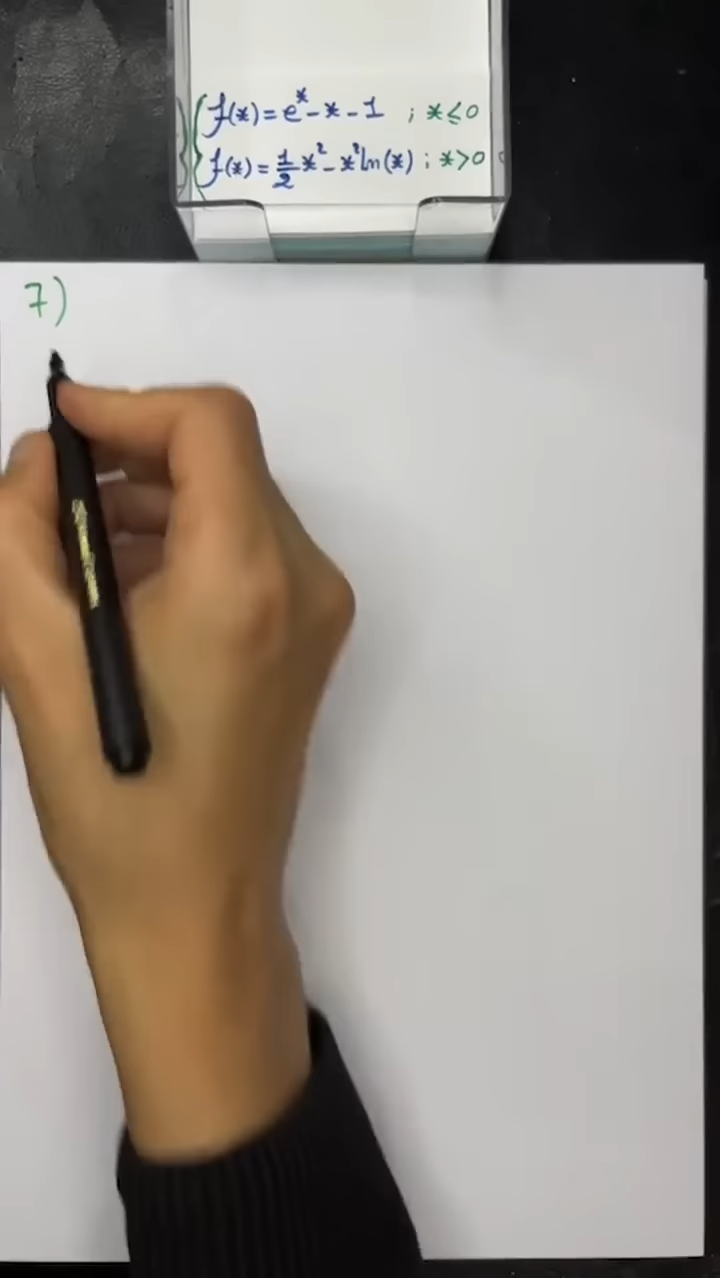 f(x) = e^x - x - 1 ; x ≤ 0
f(x) = 1/2 x² - x² ln(x) ; x > 0
7)